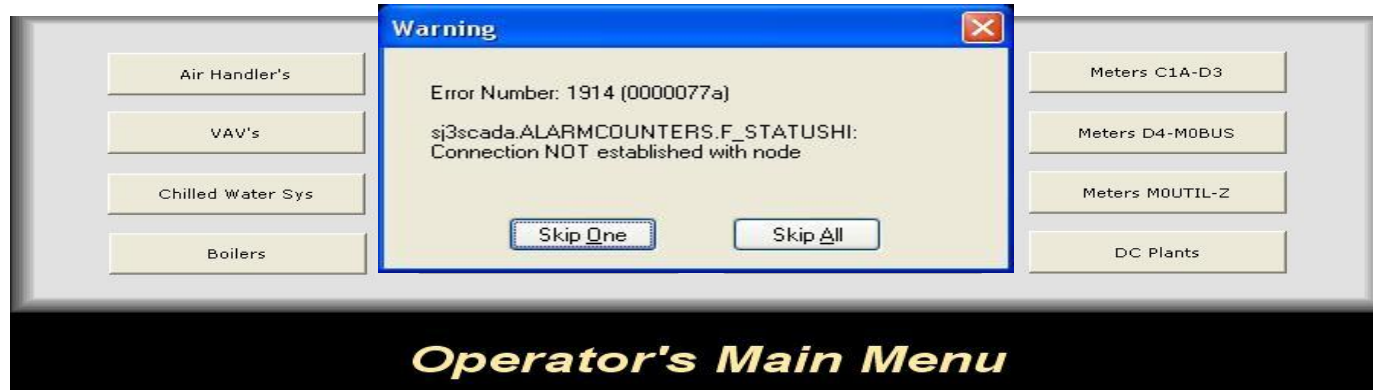 Warning
Air Handler's
VAV's
Chilled Water Sys
Boilers
Error Number: 1914 (0000077a)
sj3scada.ALARMCOUNTERS.F_STATUSHI:
Connection NOT established with node
Skip One
Skip All
Meters C1A-D3
Meters D4-M0BUS
Meters M0UTIL-Z
DC Plants
Operator's Main Menu